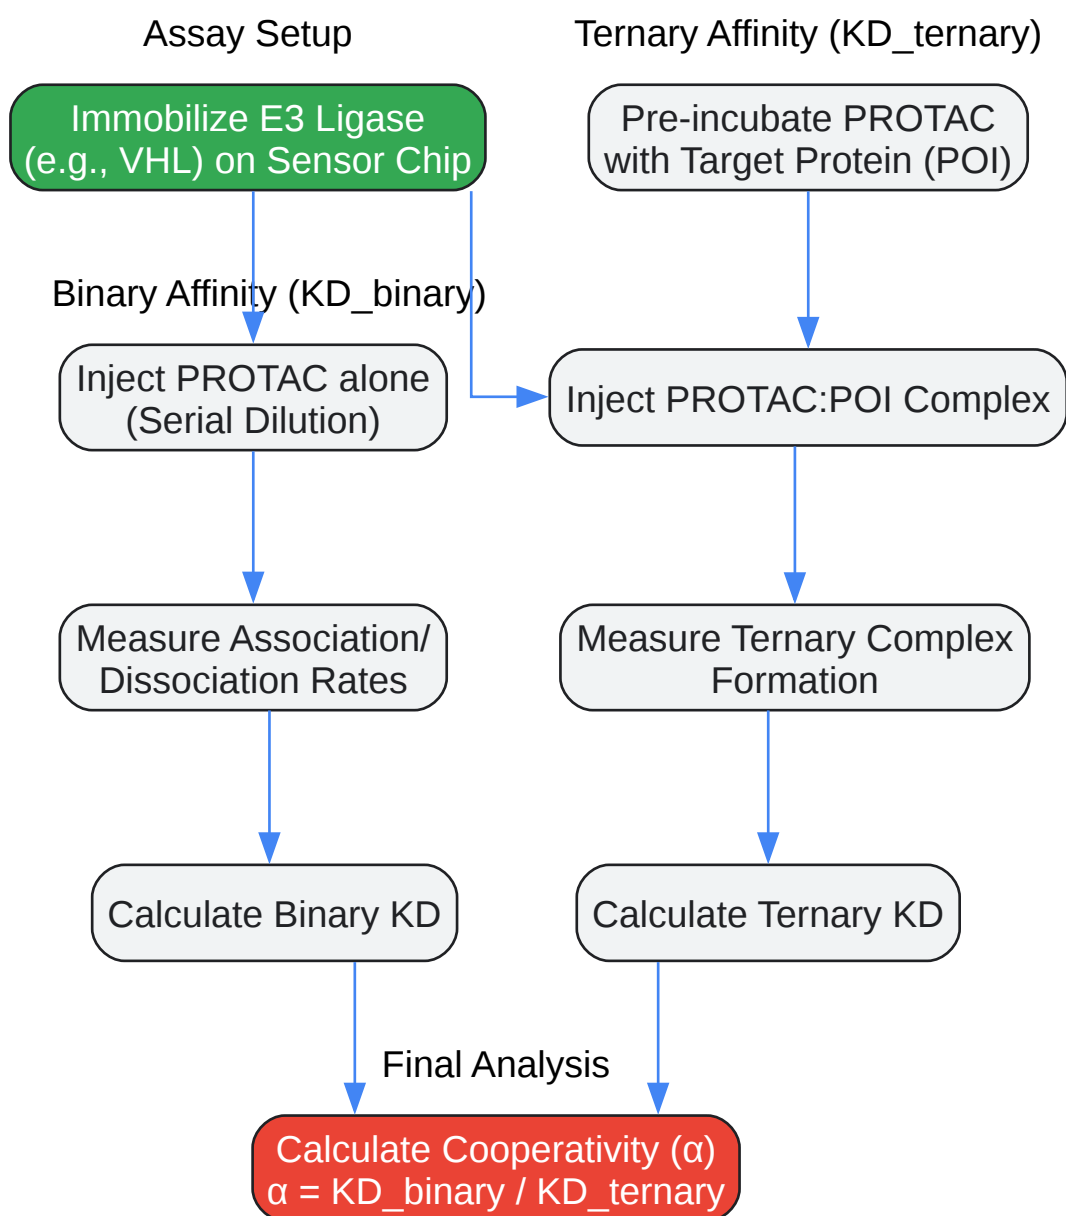 Assay Setup
Ternary Affinity (KD_ternary)
Immobilize E3 Ligase
(e.g., VHL) on Sensor Chip
Pre-incubate PROTAC
with Target Protein (POI)
Binary Affinity (KD_binary)
Inject PROTAC alone
(Serial Dilution)
Inject PROTAC:POI Complex
Measure Association/
Dissociation Rates
Measure Ternary Complex
Formation
Calculate Binary KD
Calculate Ternary KD
Final Analysis
Calculate Cooperativity (α)
α = KD_binary / KD_ternary